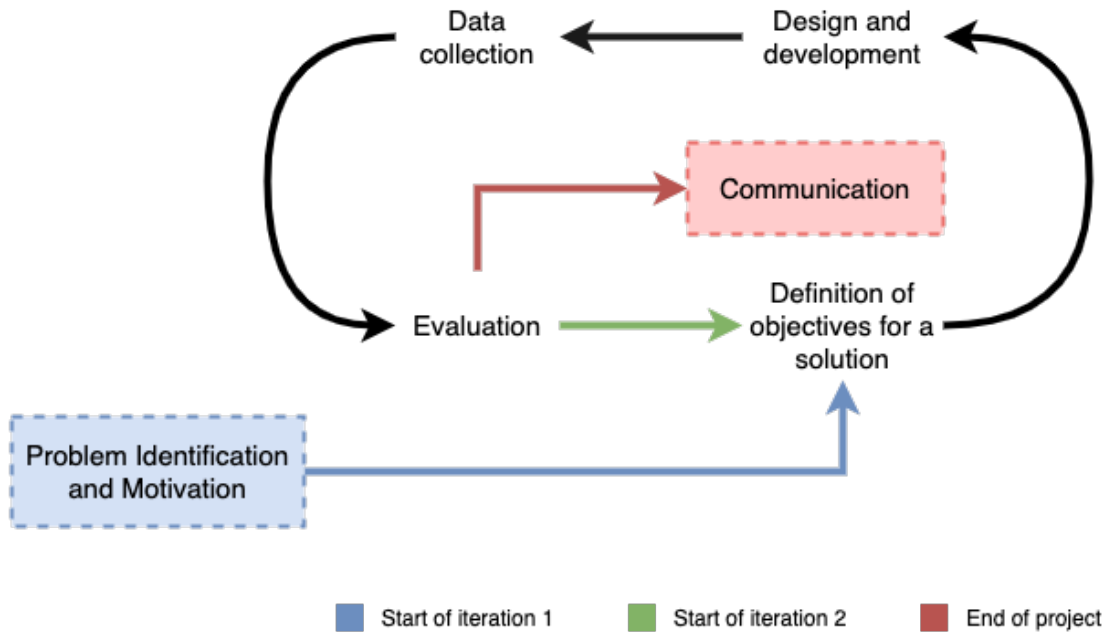 Data
collection
Design and
development
Communication
Evaluation
Definition of
objectives for a
solution
Problem Identification
and Motivation
Start of iteration 1
Start of iteration 2
End of project